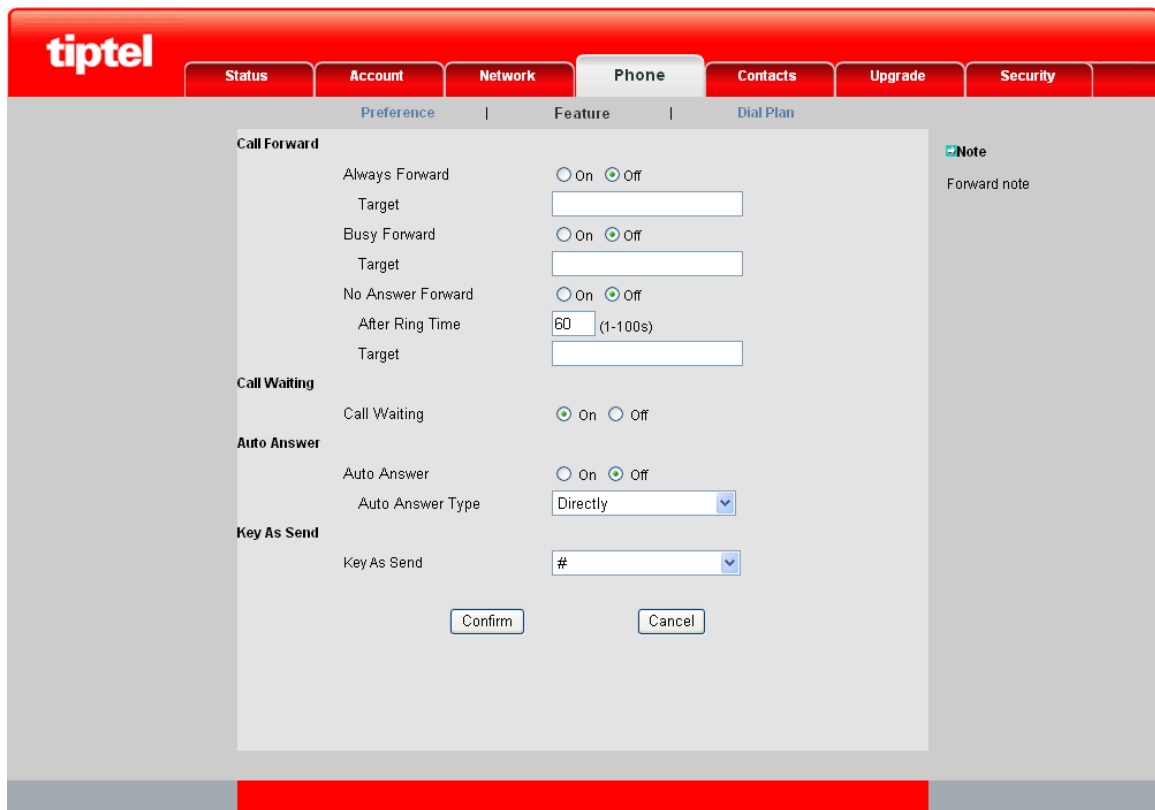 tiptel
Status Account Network Phone Contacts Upgrade Security
Preference | Feature | Dial Plan
Call Forward
Note
Always Forward On Off
Forward note
Target
Busy Forward On Off
Target
No Answer Forward On Off
After Ring Time 60 (1-100s)
Target
Call Waiting
Call Waiting On Off
Auto Answer
Auto Answer On Off
Auto Answer Type Directly
Key As Send
Key As Send #
Confirm Cancel